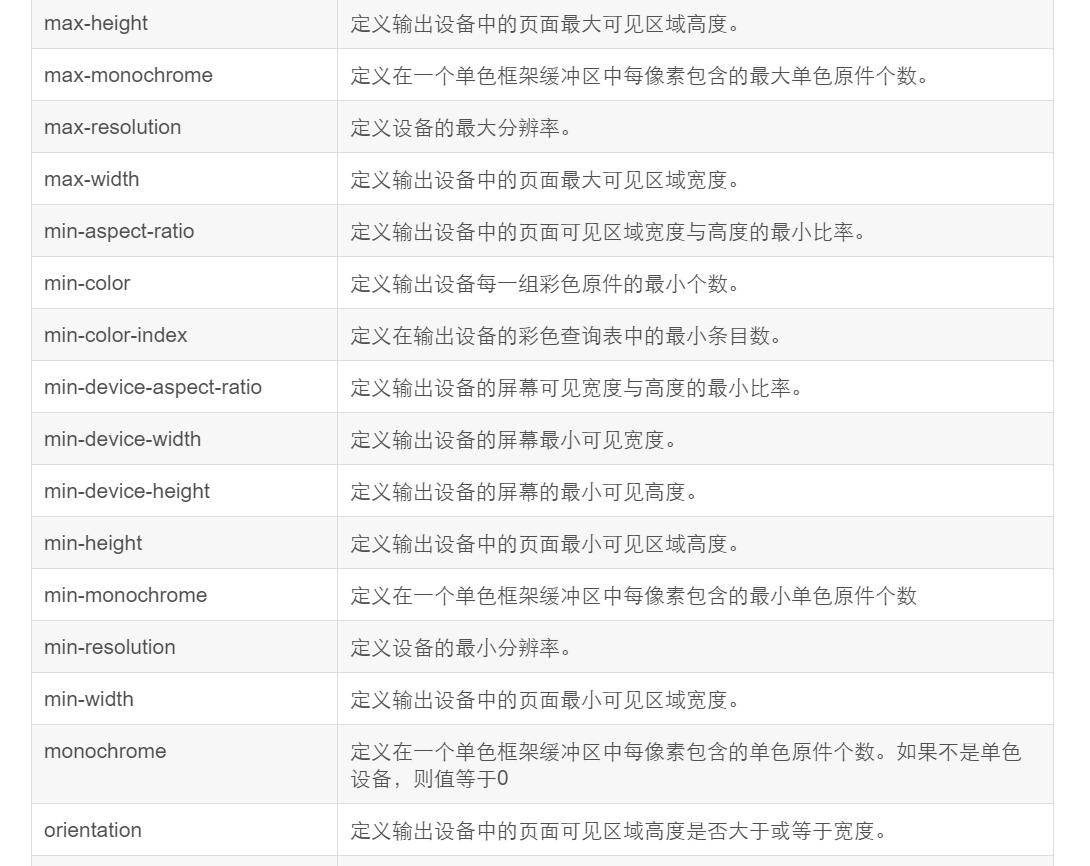 max-height 定义输出设备中的页面最大可见区域高度。
max-monochrome 定义在一个单色框架缓冲区中每像素包含的最大单色原件个数。
max-resolution 定义设备的最大分辨率。
max-width 定义输出设备中的页面最大可见区域宽度。
min-aspect-ratio 定义输出设备中的页面可见区域宽度与高度的最小比率。
min-color 定义输出设备每一组彩色原件的最小个数。
min-color-index 定义在输出设备的彩色查询表中的最小条目数。
min-device-aspect-ratio 定义输出设备的屏幕可见宽度与高度的最小比率。
min-device-width 定义输出设备的屏幕最小可见宽度。
min-device-height 定义输出设备的屏幕的最小可见高度。
min-height 定义输出设备中的页面最小可见区域高度。
min-monochrome 定义在一个单色框架缓冲区中每像素包含的最小单色原件个数
min-resolution 定义设备的最小分辨率。
min-width 定义输出设备中的页面最小可见区域宽度。
monochrome 定义在一个单色框架缓冲区中每像素包含的单色原件个数。如果不是单色
设备，则值等于0
orientation 定义输出设备中的页面可见区域高度是否大于或等于宽度。